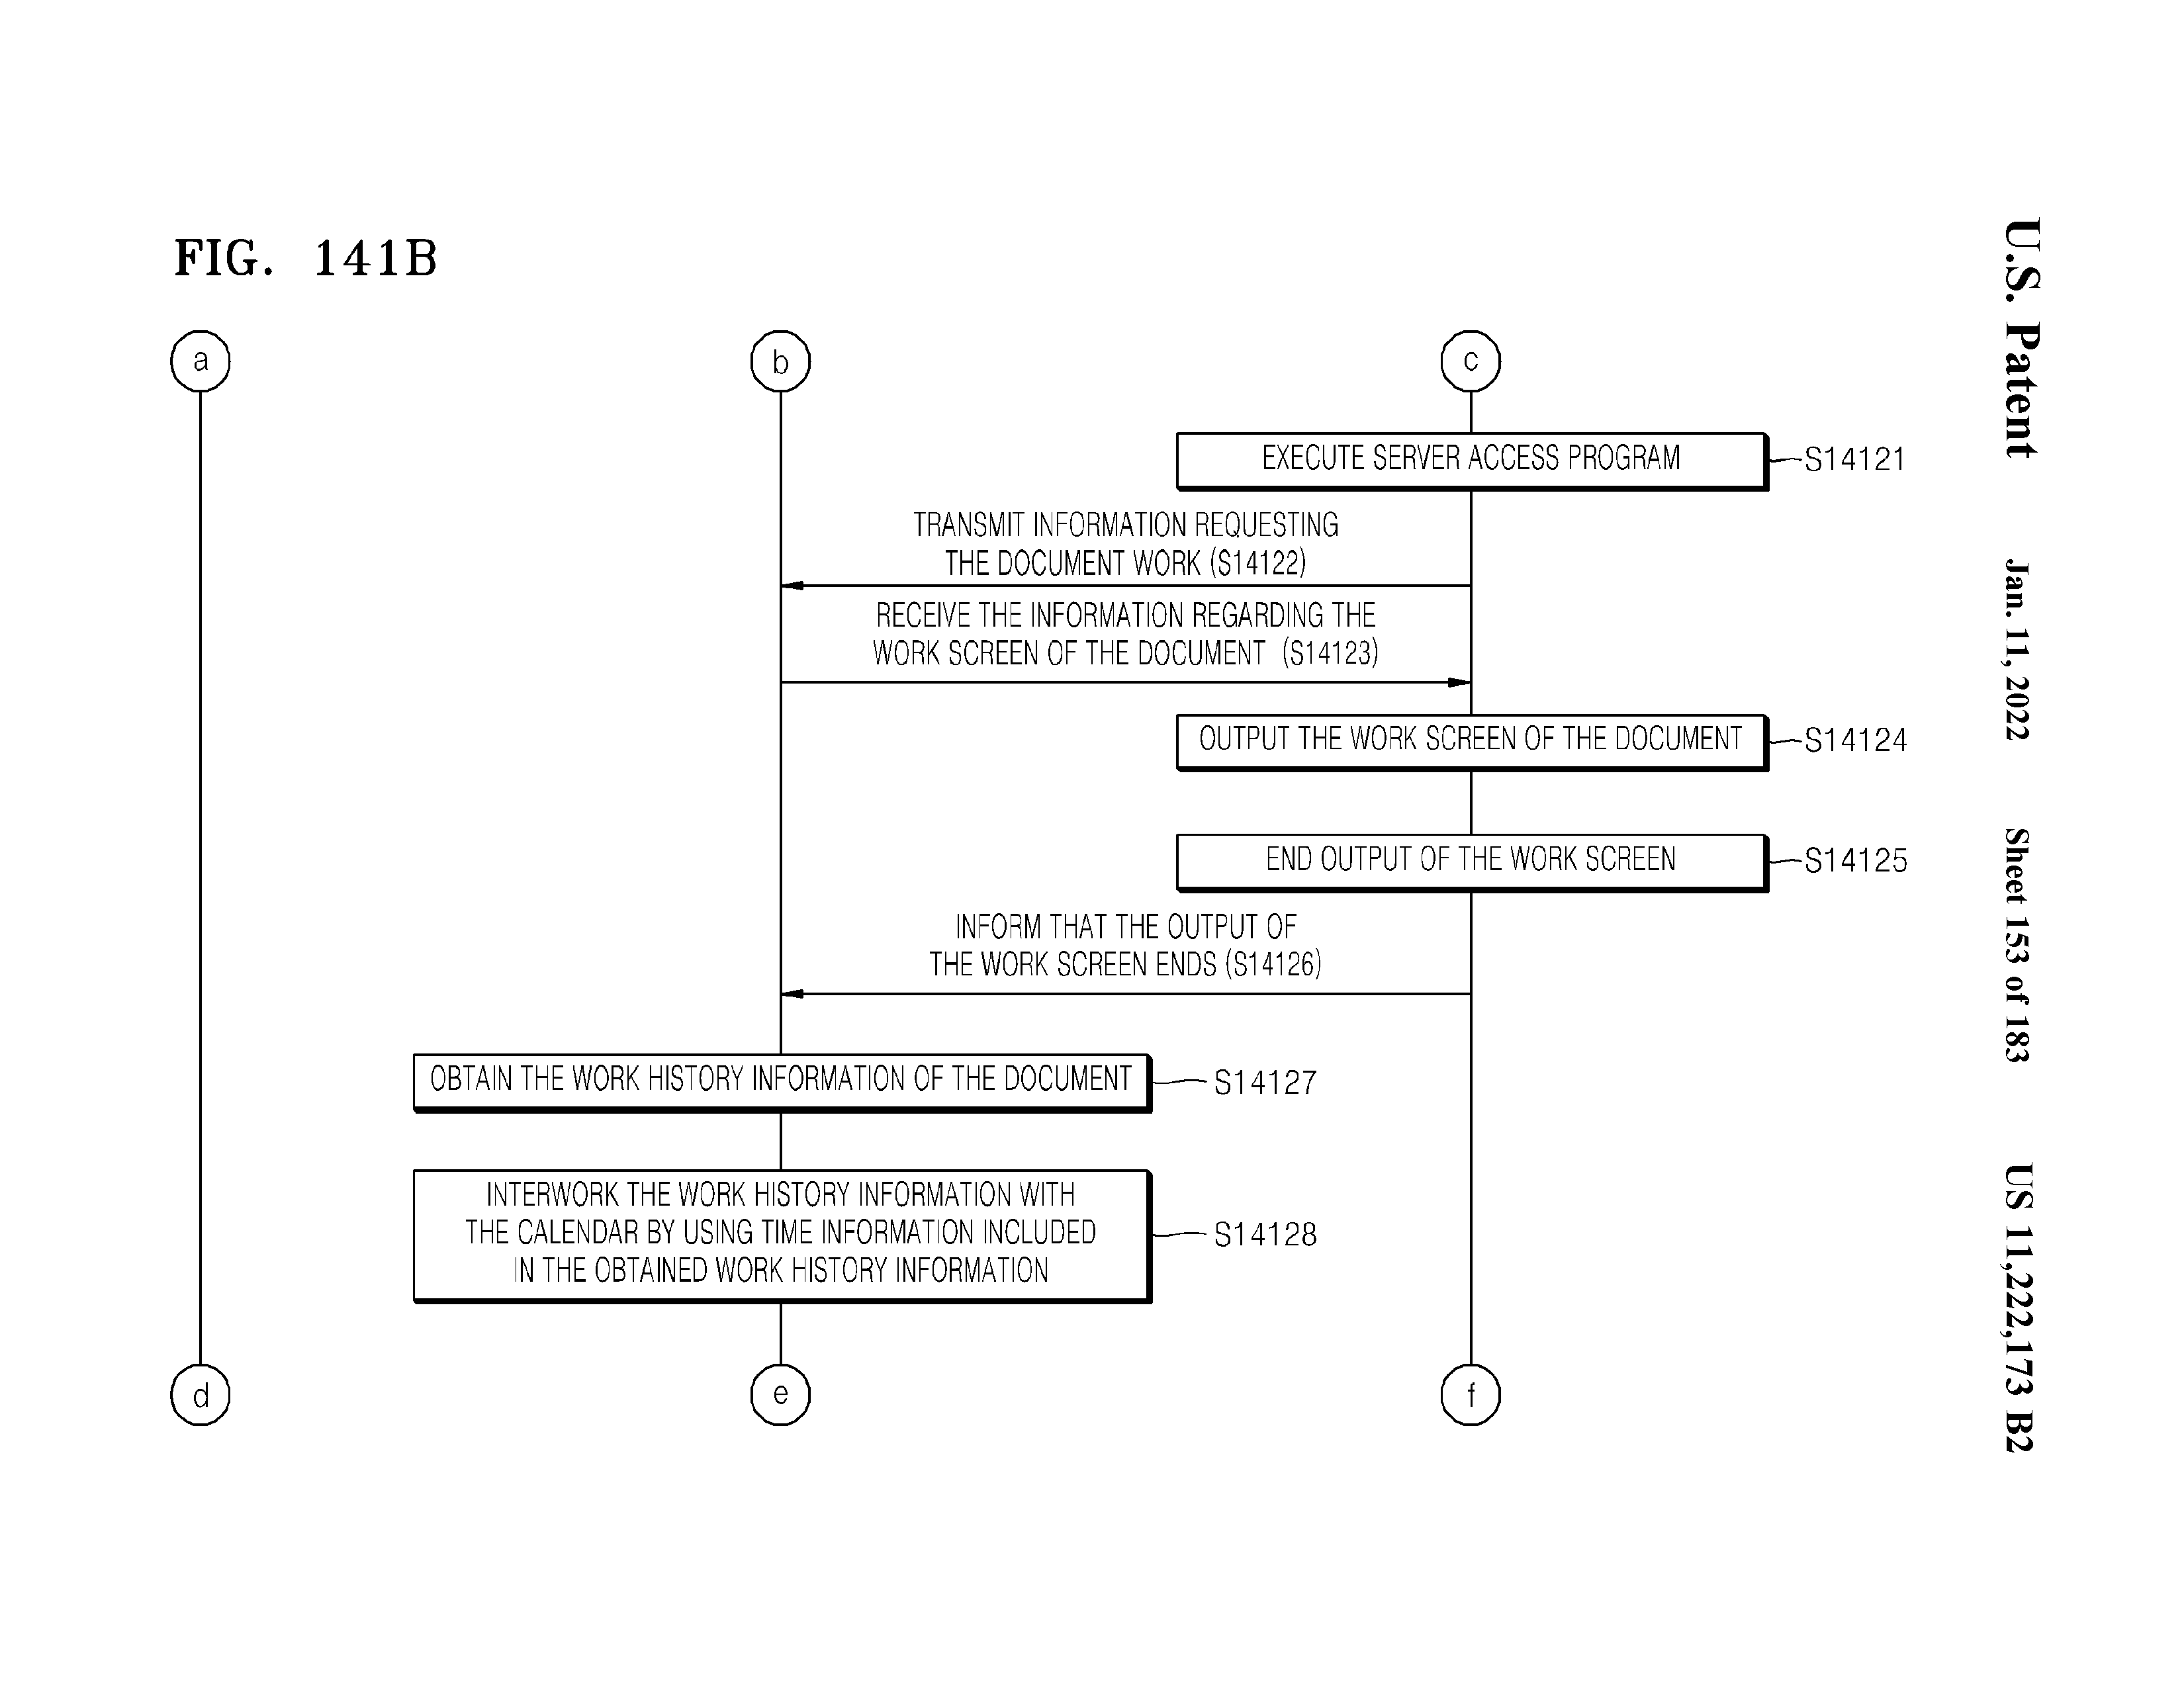 U.S. Patent Jan. 11, 2022 Sheet 153 of 183 US 11,222,173 B2
FIG. 141B
a
b
c
EXECUTE SERVER ACCESS PROGRAM
S14121
TRANSMIT INFORMATION REQUESTING
THE DOCUMENT WORK (S14122)
RECEIVE THE INFORMATION REGARDING THE
WORK SCREEN OF THE DOCUMENT (S14123)
OUTPUT THE WORK SCREEN OF THE DOCUMENT
S14124
END OUTPUT OF THE WORK SCREEN
S14125
INFORM THAT THE OUTPUT OF
THE WORK SCREEN ENDS (S14126)
OBTAIN THE WORK HISTORY INFORMATION OF THE DOCUMENT
S14127
INTERWORK THE WORK HISTORY INFORMATION WITH
THE CALENDAR BY USING TIME INFORMATION INCLUDED
IN THE OBTAINED WORK HISTORY INFORMATION
S14128
d
e
f